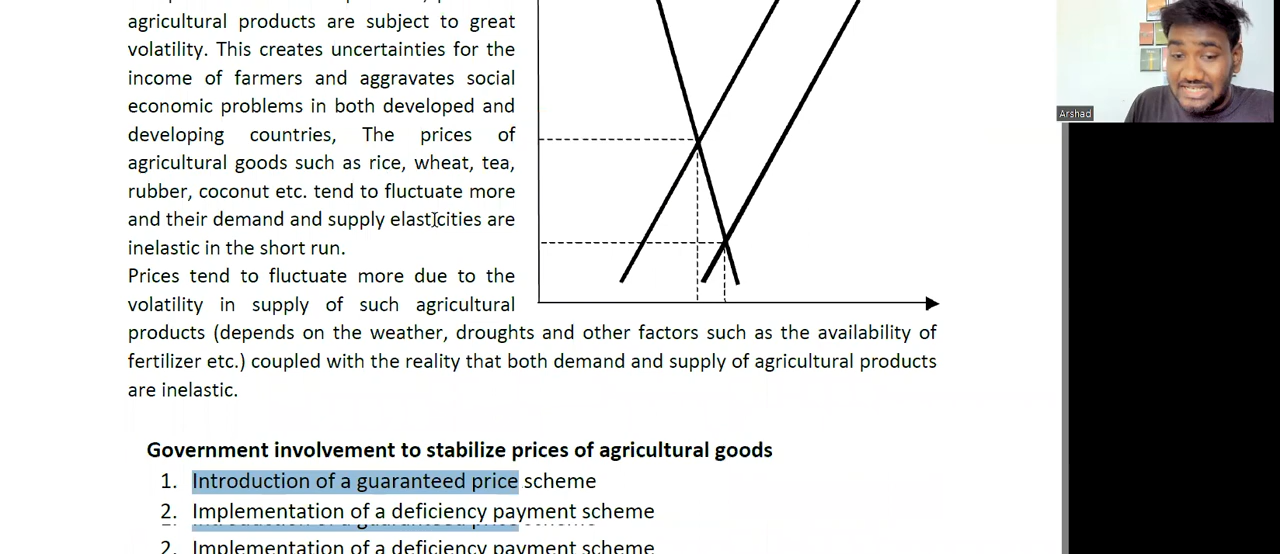 agricultural products are subject to great
volatility. This creates uncertainties for the
income of farmers and aggravates social
economic problems in both developed and
developing countries, The prices of
agricultural goods such as rice, wheat, tea,
rubber, coconut etc. tend to fluctuate more
and their demand and supply elasticities are
inelastic in the short run.
Prices tend to fluctuate more due to the
volatility in supply of such agricultural
products (depends on the weather, droughts and other factors such as the availability of
fertilizer etc.) coupled with the reality that both demand and supply of agricultural products
are inelastic.
Government involvement to stabilize prices of agricultural goods
1. Introduction of a guaranteed price scheme
2. Implementation of a deficiency payment scheme
2. Implementation of a deficiency payment scheme
Arshad